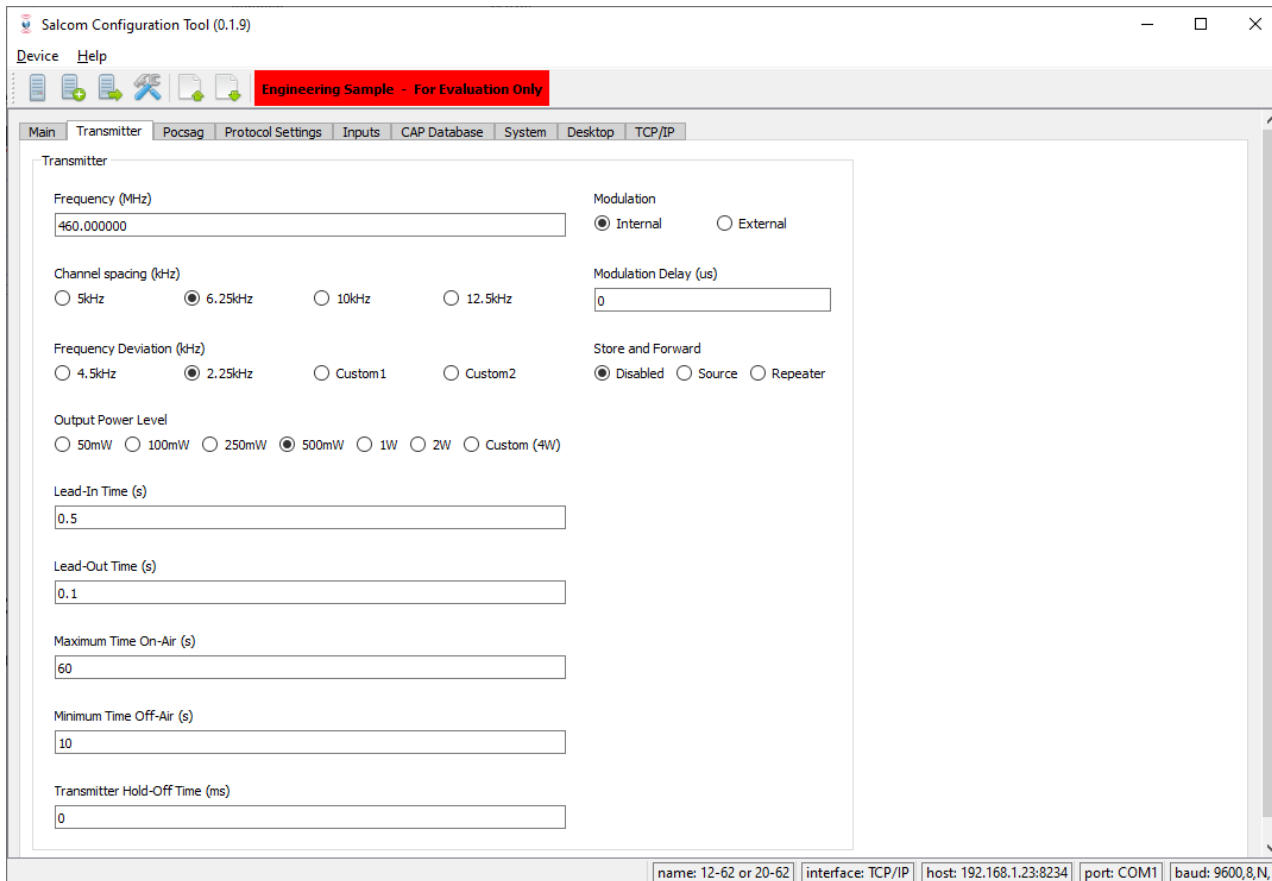 Salcom Configuration Tool (0.1.9)
Device Help
Engineering Sample - For Evaluation Only
Main Transmitter Pocsag Protocol Settings Inputs CAP Database System Desktop TCP/IP
Transmitter
Frequency (MHz) Modulation
460.000000 Internal External
Channel spacing (kHz) Modulation Delay (us)
5kHz 6.25kHz 10kHz 12.5kHz 0
Frequency Deviation (kHz) Store and Forward
4.5kHz 2.25kHz Custom1 Custom2 Disabled Source Repeater
Output Power Level
50mW 100mW 250mW 500mW 1W 2W Custom (4W)
Lead-In Time (s)
0.5
Lead-Out Time (s)
0.1
Maximum Time On-Air (s)
60
Minimum Time Off-Air (s)
10
Transmitter Hold-Off Time (ms)
0
name: 12-62 or 20-62 interface: TCP/IP host: 192.168.1.23:8234 port: COM1 baud: 9600,8,N,